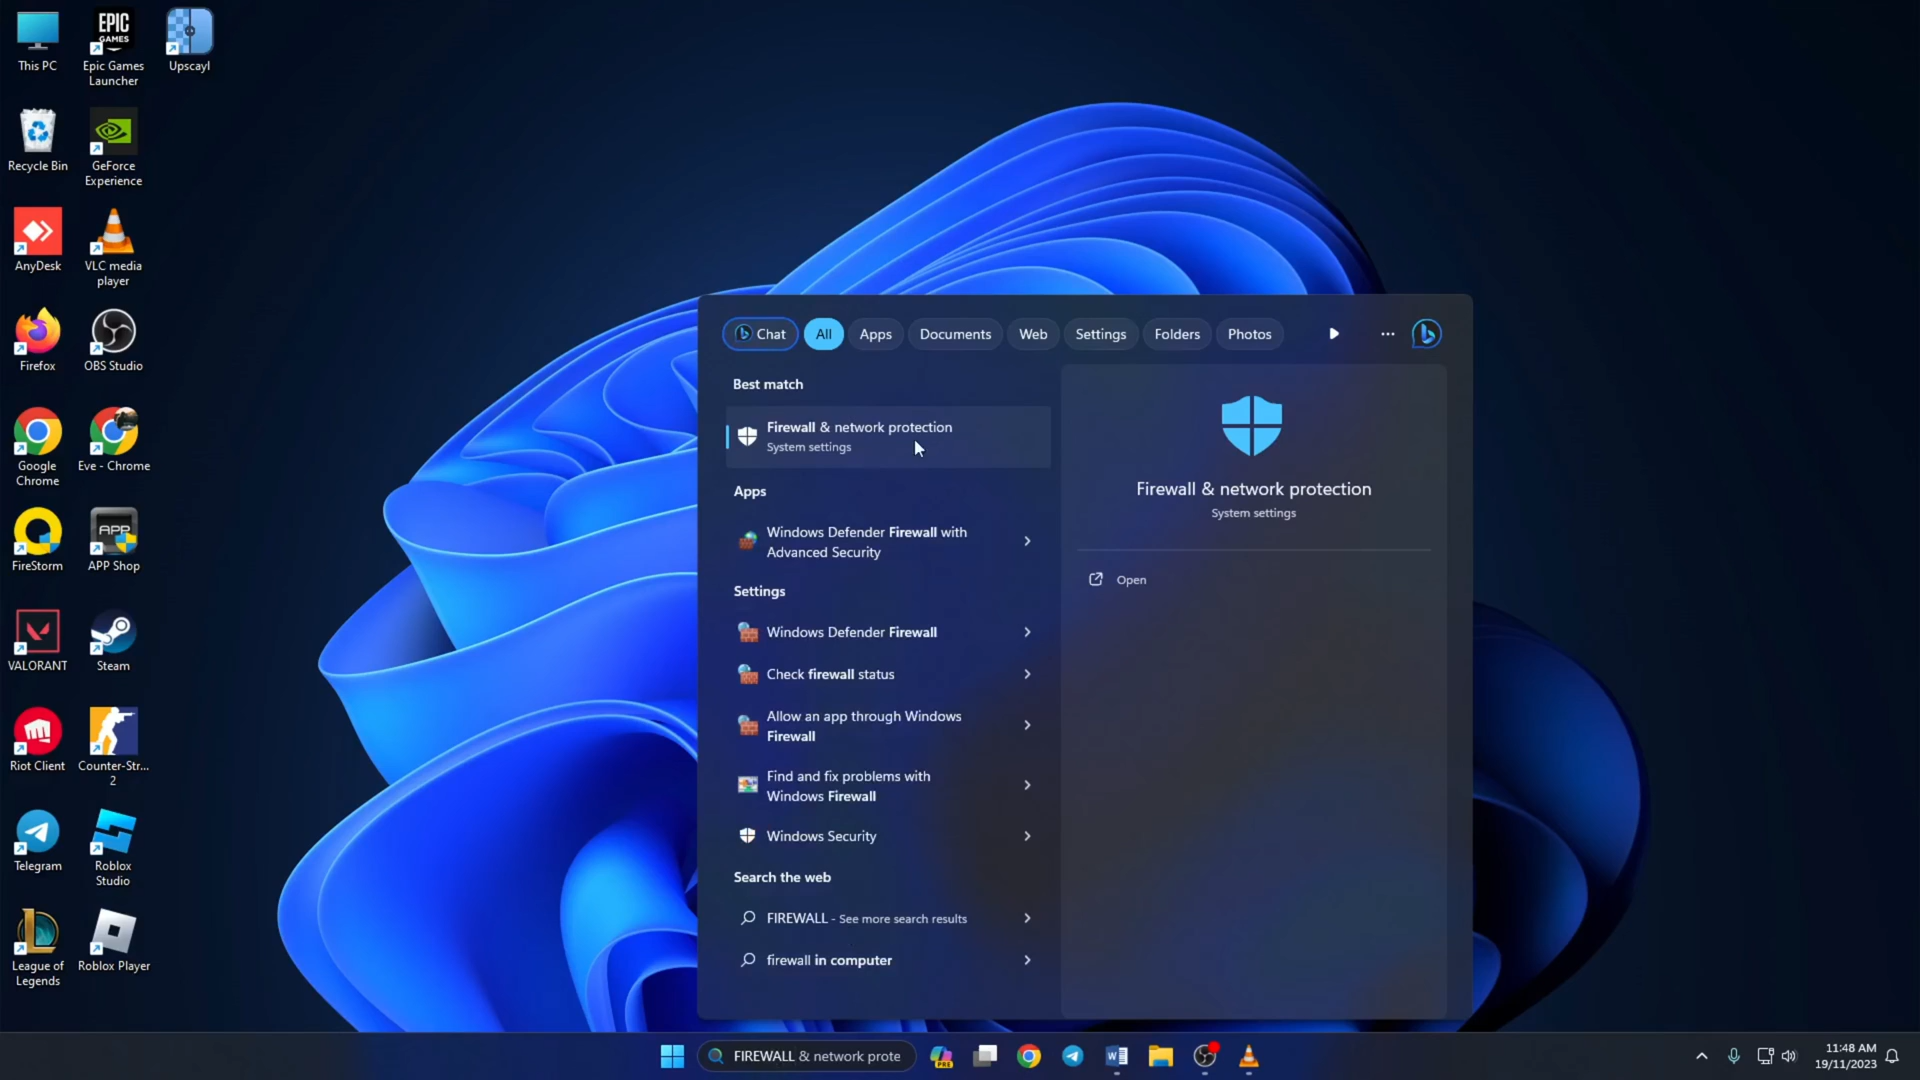 This PC
EPIC
GAMES
Epic Games
Launcher
Upscayl
Recycle Bin
GeForce
Experience
AnyDesk
VLC media
player
Firefox
OBS Studio
Google
Chrome
Eve - Chrome
FireStorm
APP
APP Shop
VALORANT
Steam
Riot Client
Counter-Str...
2
Telegram
Roblox
Studio
League of
Legends
Roblox Player
Chat
All
Apps
Documents
Web
Settings
Folders
Photos
Best match
Firewall & network protection
System settings
Apps
Windows Defender Firewall with
Advanced Security
Settings
Windows Defender Firewall
Check firewall status
Allow an app through Windows
Firewall
Find and fix problems with
Windows Firewall
Windows Security
Search the web
FIREWALL - See more search results
firewall in computer
Firewall & network protection
System settings
Open
FIREWALL & network prote
PRE
11:48 AM
19/11/2023